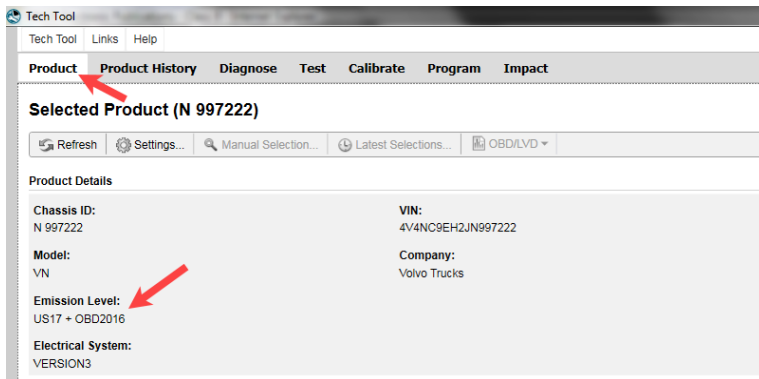 Tech Tool
Tech Tool Links Help
Product Product History Diagnose Test Calibrate Program Impact
Selected Product (N 997222)
Refresh Settings... Manual Selection... Latest Selections... OBD/LVD
Product Details
Chassis ID: VIN:
N 997222 4V4NC9EH2JN997222
Model: Company:
VN Volvo Trucks
Emission Level:
US17 + OBD2016
Electrical System:
VERSION3